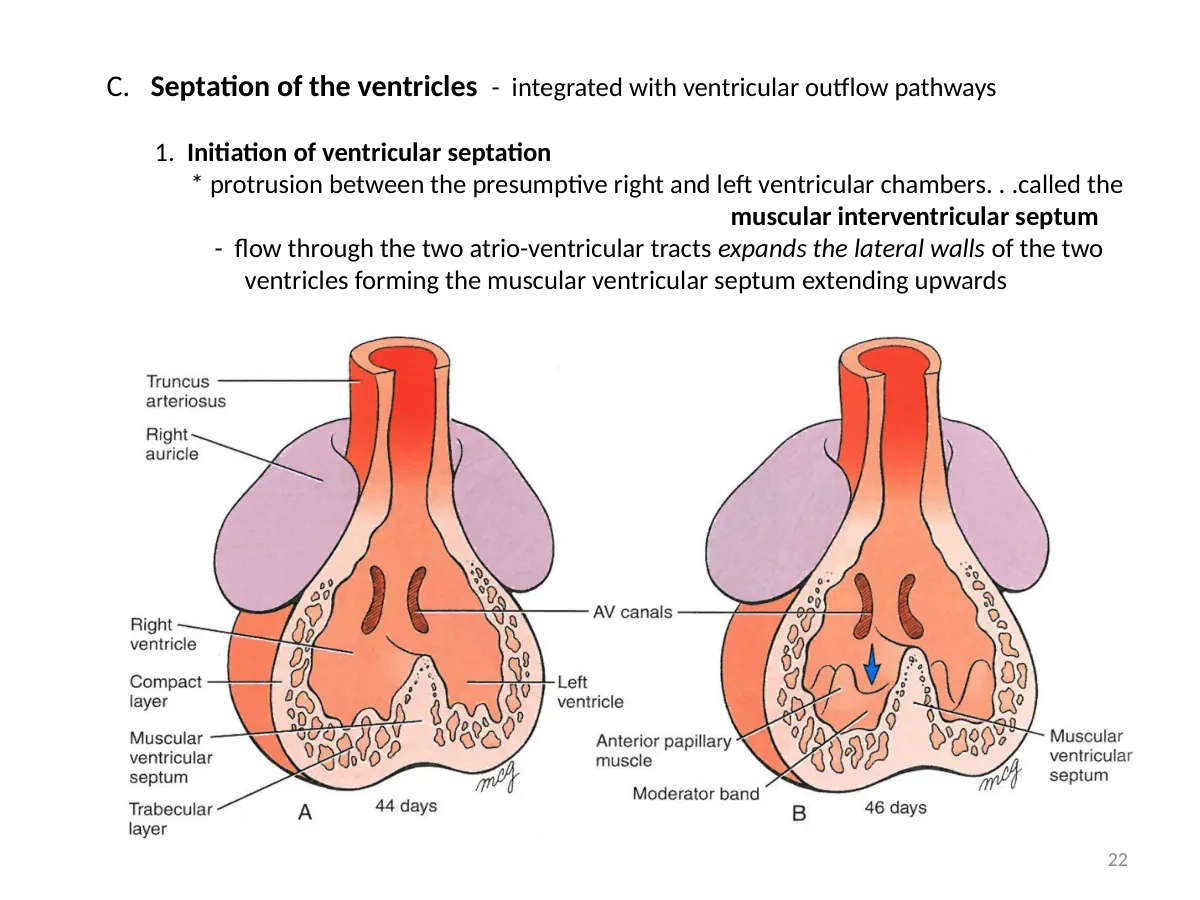 C. Septation of the ventricles - integrated with ventricular outflow pathways
1. Initiation of ventricular septation
* protrusion between the presumptive right and left ventricular chambers. . .called the
muscular interventricular septum
- flow through the two atrio-ventricular tracts expands the lateral walls of the two
ventricles forming the muscular ventricular septum extending upwards
Truncus
arteriosus
Right
auricle
Right
ventricle
Compact
layer
Muscular
ventricular
septum
Trabecular
layer
A
44 days
mcg
AV canals
Left
ventricle
Anterior papillary
muscle
Moderator band
B
46 days
mcg
Muscular
ventricular
septum
22